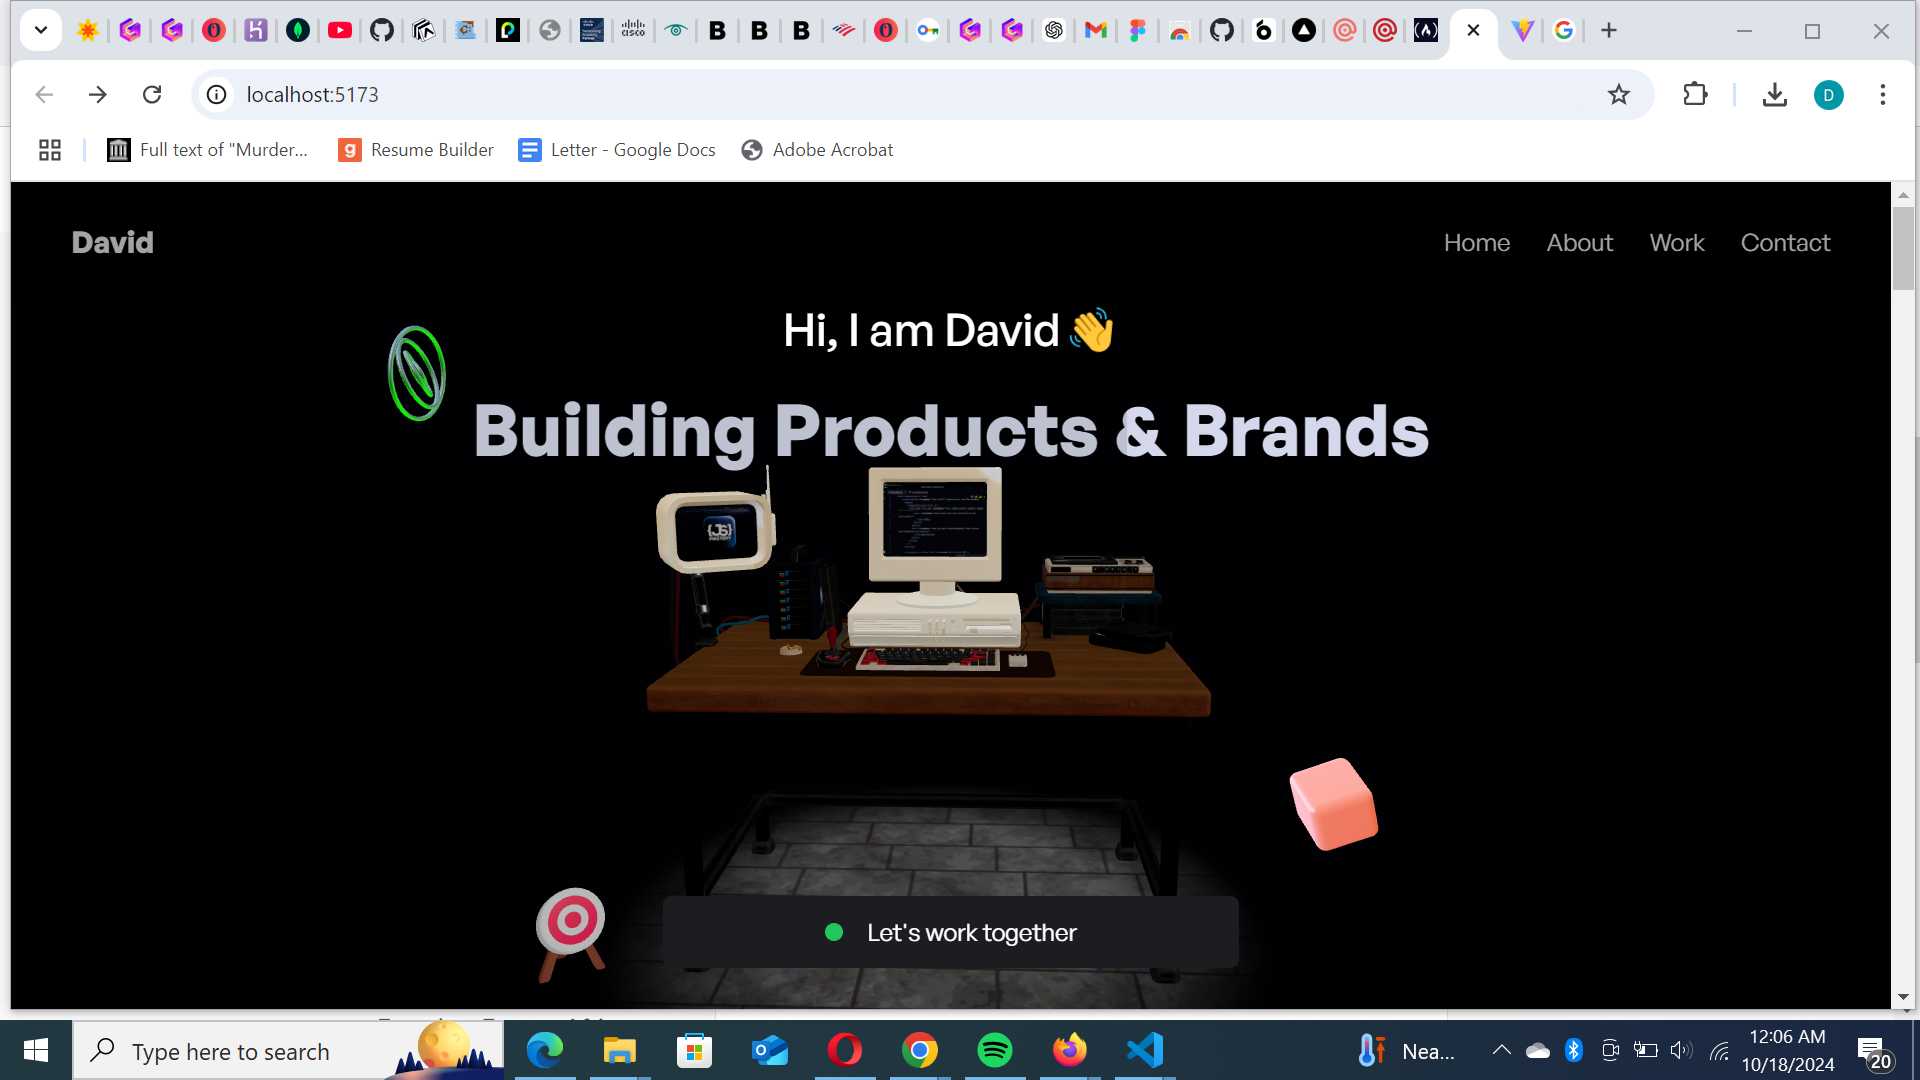 localhost:5173
D
Full text of "Murder...
Resume Builder
Letter - Google Docs
Adobe Acrobat
David
Home
About
Work
Contact
Hi, I am David 👋
Building Products & Brands
{JS}
MASTERY
Let's work together
Type here to search
Nea...
12:06 AM
10/18/2024
20